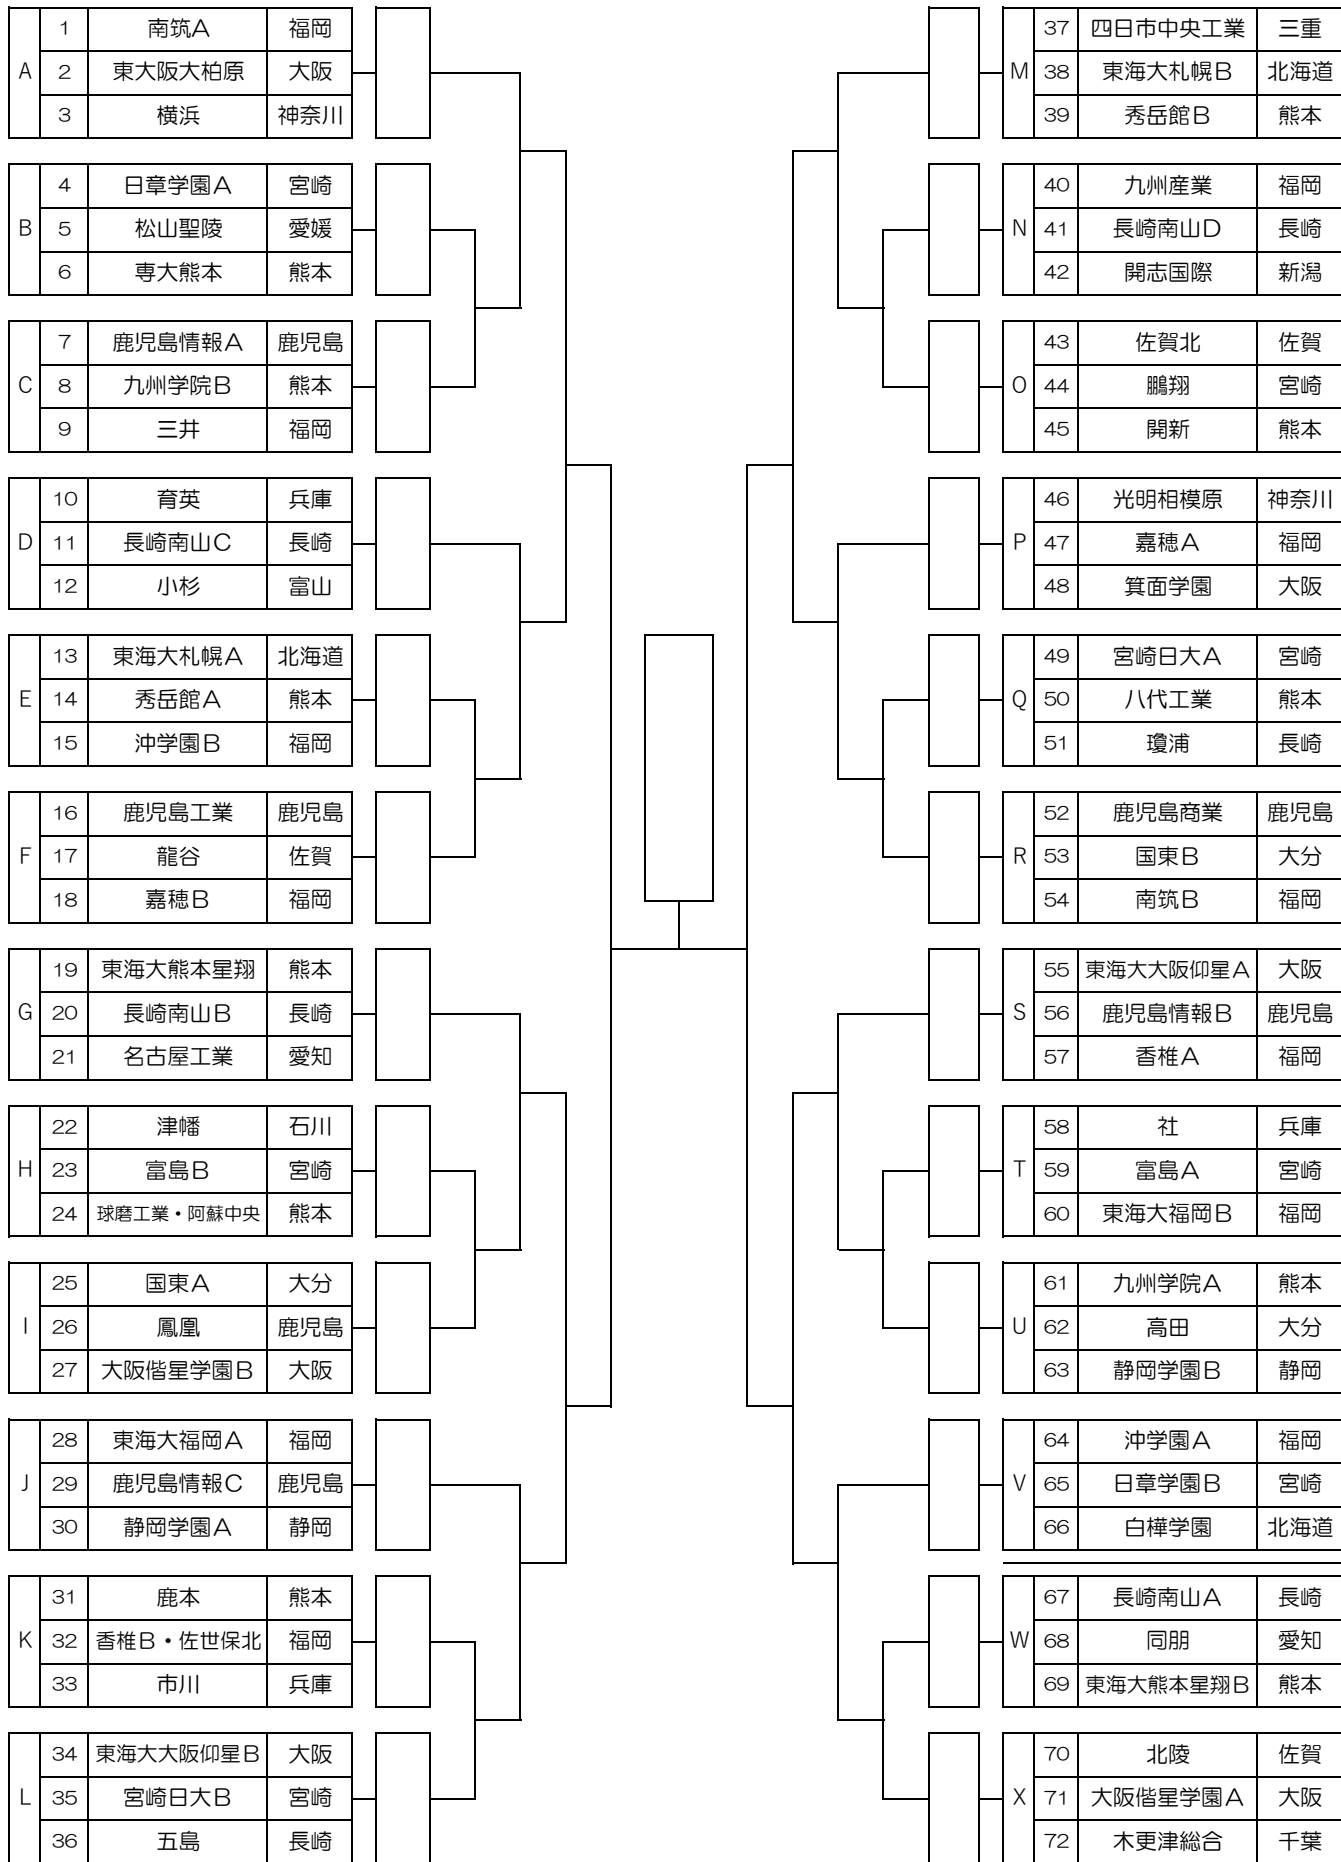 1 南筑A 福岡
A 2 東大阪大柏原 大阪
3 横浜 神奈川
4 日章学園A 宮崎
B 5 松山聖陵 愛媛
6 専大熊本 熊本
7 鹿児島情報A 鹿児島
C 8 九州学院B 熊本
9 三井 福岡
10 育英 兵庫
D 11 長崎南山C 長崎
12 小杉 富山
13 東海大札幌A 北海道
E 14 秀岳館A 熊本
15 沖学園B 福岡
16 鹿児島工業 鹿児島
F 17 龍谷 佐賀
18 嘉穂B 福岡
19 東海大熊本星翔 熊本
G 20 長崎南山B 長崎
21 名古屋工業 愛知
22 津幡 石川
H 23 富島B 宮崎
24 球磨工業・阿蘇中央 熊本
25 国東A 大分
I 26 鳳凰 鹿児島
27 大阪偕星学園B 大阪
28 東海大福岡A 福岡
J 29 鹿児島情報C 鹿児島
30 静岡学園A 静岡
31 鹿本 熊本
K 32 香椎B・佐世保北 福岡
33 市川 兵庫
34 東海大大阪仰星B 大阪
L 35 宮崎日大B 宮崎
36 五島 長崎
37 四日市中央工業 三重
M 38 東海大札幌B 北海道
39 秀岳館B 熊本
40 九州産業 福岡
N 41 長崎南山D 長崎
42 開志国際 新潟
43 佐賀北 佐賀
O 44 鵬翔 宮崎
45 開新 熊本
46 光明相模原 神奈川
P 47 嘉穂A 福岡
48 箕面学園 大阪
49 宮崎日大A 宮崎
Q 50 八代工業 熊本
51 瓊浦 長崎
52 鹿児島商業 鹿児島
R 53 国東B 大分
54 南筑B 福岡
55 東海大大阪仰星A 大阪
S 56 鹿児島情報B 鹿児島
57 香椎A 福岡
58 社 兵庫
T 59 富島A 宮崎
60 東海大福岡B 福岡
61 九州学院A 熊本
U 62 高田 大分
63 静岡学園B 静岡
64 沖学園A 福岡
V 65 日章学園B 宮崎
66 白樺学園 北海道
67 長崎南山A 長崎
W 68 同朋 愛知
69 東海大熊本星翔B 熊本
70 北陵 佐賀
X 71 大阪偕星学園A 大阪
72 木更津総合 千葉